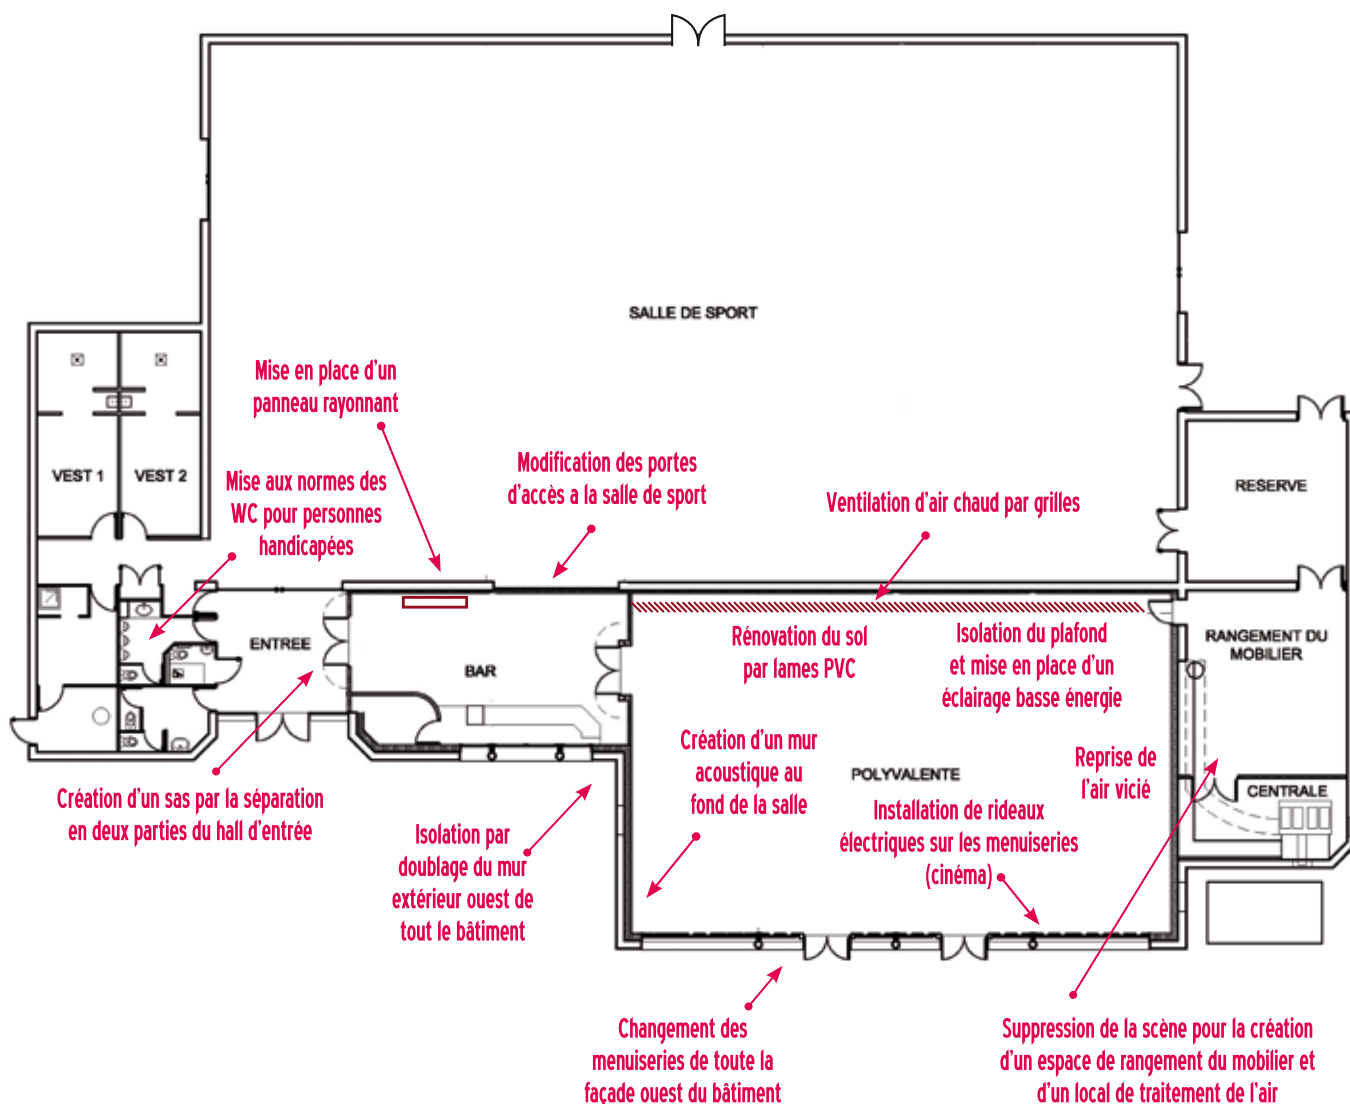 SALLE DE SPORT
Mise en place d'un
panneau rayonnant
VEST 1
VEST 2
Mise aux normes des
WC pour personnes
handicapées
Modification des portes
d'accès a la salle de sport
Ventilation d'air chaud par grilles
RESERVE
ENTREE
BAR
Rénovation du sol
par lames PVC
Isolation du plafond
et mise en place d'un
éclairage basse énergie
RANGEMENT DU
MOBILIER
Création d'un mur
acoustique au
fond de la salle
POLYVALENTE
Reprise de
l'air vicié
CENTRALE
Création d'un sas par la séparation
en deux parties du hall d'entrée
Isolation par
doublage du mur
extérieur ouest de
tout le bâtiment
Installation de rideaux
électriques sur les menuiseries
(cinéma)
Changement des
menuiseries de toute la
façade ouest du bâtiment
Suppression de la scène pour la création
d'un espace de rangement du mobilier et
d'un local de traitement de l'air